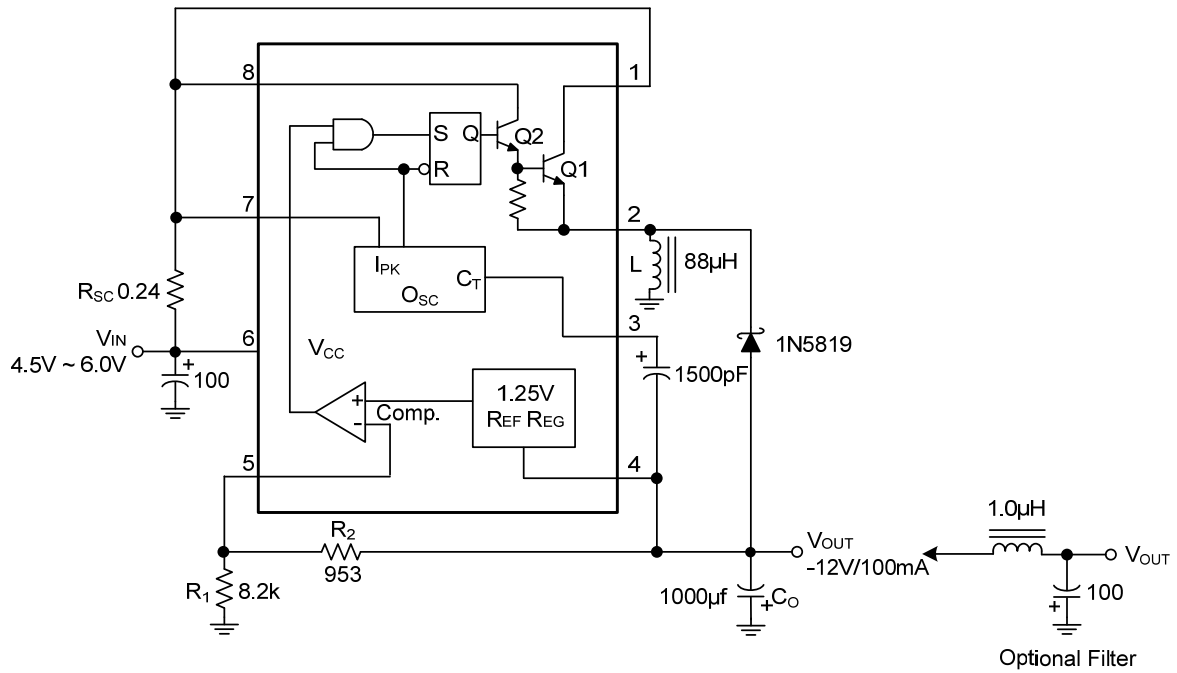 8
1
S Q
Q2
R
Q1
7
2
IPK
CT
OSC
L
88µH
RSC 0.24
3
VIN
4.5V ~ 6.0V
6
VCC
+
100
+
1500pF
1N5819
+
-
Comp.
1.25V
REF REG
5
4
R2
953
R1
8.2k
VOUT
-12V/100mA
1000µf
+
CO
1.0µH
VOUT
+
100
Optional Filter